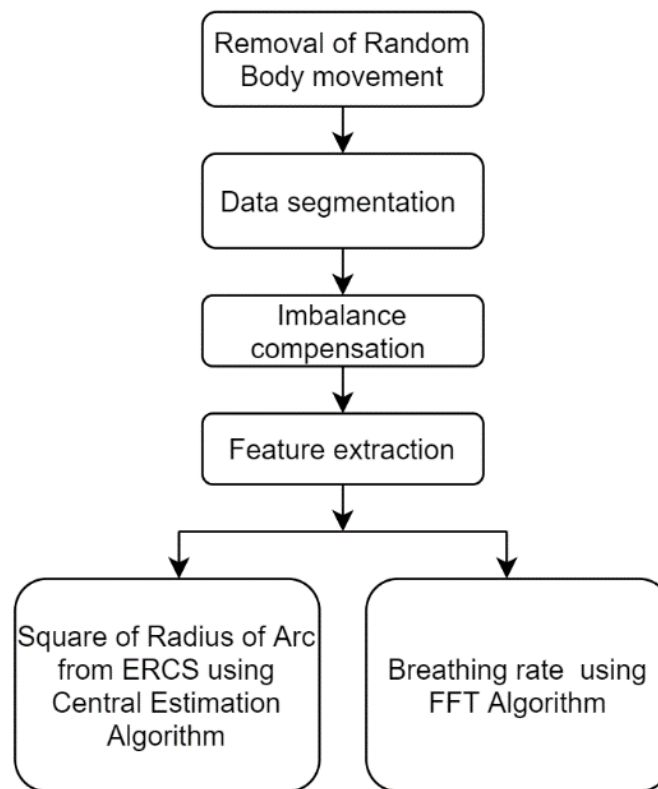 Removal of Random
Body movement
Data segmentation
Imbalance
compensation
Feature extraction
Square of Radius of Arc
from ERCS using
Central Estimation
Algorithm
Breathing rate using
FFT Algorithm